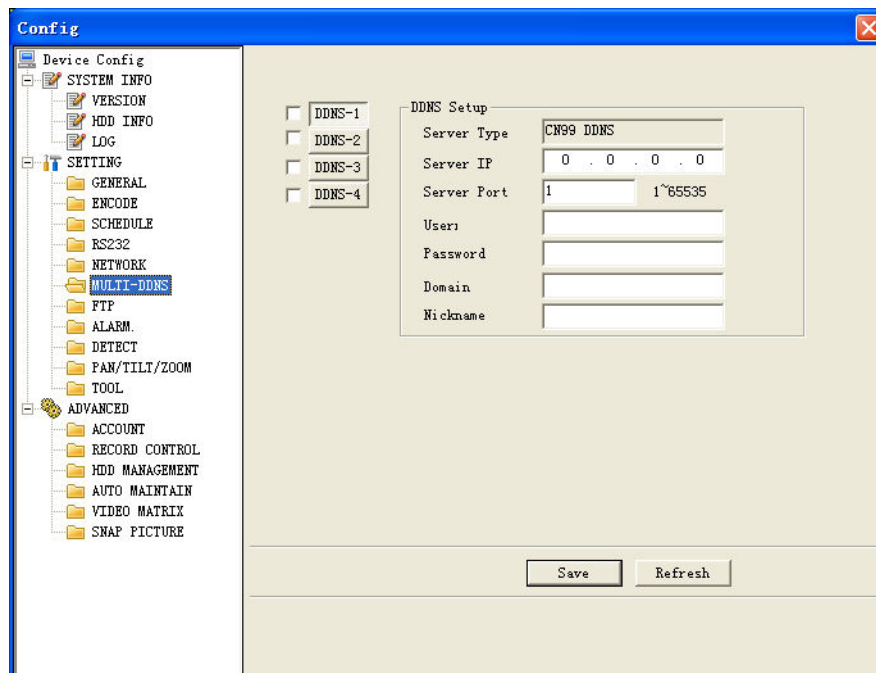 Config
Device Config
SYSTEM INFO
VERSION
HDD INFO
LOG
SETTING
GENERAL
ENCODE
SCHEDULE
RS232
NETWORK
MULTI-DDNS
FTP
ALARM.
DETECT
PAN/TILT/ZOOM
TOOL
ADVANCED
ACCOUNT
RECORD CONTROL
HDD MANAGEMENT
AUTO MAINTAIN
VIDEO MATRIX
SNAP PICTURE
DDNS-1
DDNS-2
DDNS-3
DDNS-4
DDNS Setup
Server Type CN99 DDNS
Server IP 0 . 0 . 0 . 0
Server Port 1 1~65535
User:
Password
Domain
Nickname
Save Refresh